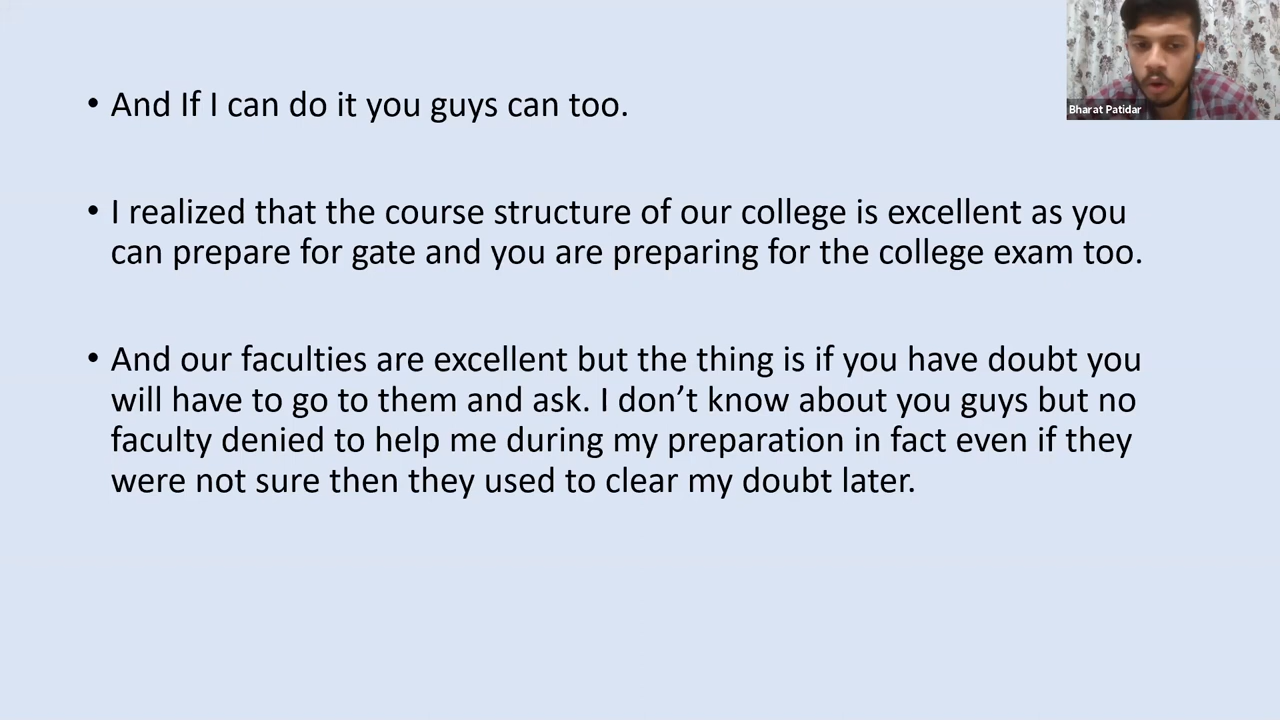 • And If I can do it you guys can too.
Bharat Patidar
• I realized that the course structure of our college is excellent as you
can prepare for gate and you are preparing for the college exam too.
• And our faculties are excellent but the thing is if you have doubt you
will have to go to them and ask. I don’t know about you guys but no
faculty denied to help me during my preparation in fact even if they
were not sure then they used to clear my doubt later.